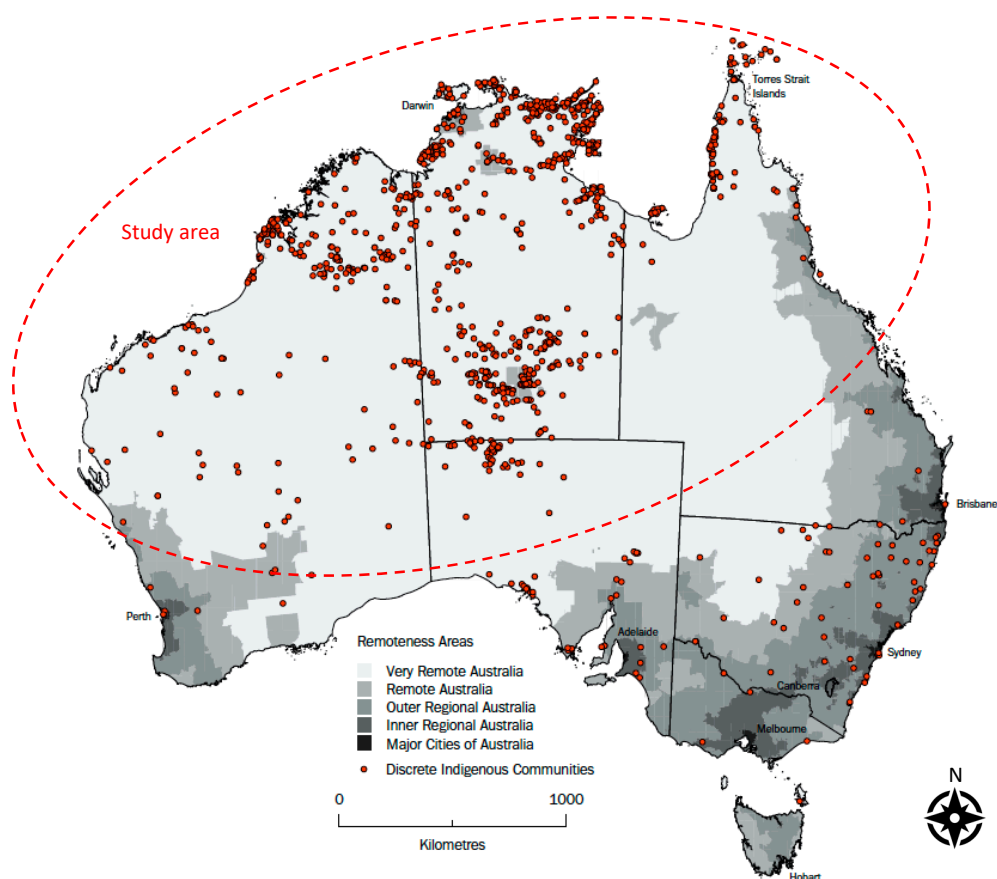 Torres Strait
Islands
Darwin
Study area
Brisbane
Perth
Adelaide
Sydney
Canberra
Melbourne
Remoteness Areas
Very Remote Australia
Remote Australia
Outer Regional Australia
Inner Regional Australia
Major Cities of Australia
Discrete Indigenous Communities
0 1000
Kilometres
N
Hobart